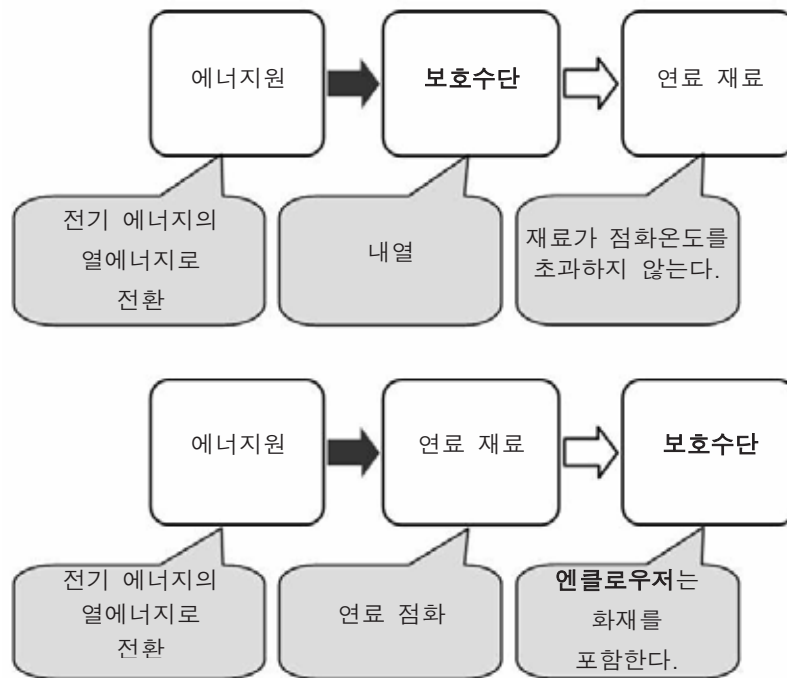 에너지원
보호수단
연료 재료
전기 에너지의
열에너지로
전환
내열
재료가 점화온도를
초과하지 않는다.
에너지원
연료 재료
보호수단
전기 에너지의
열에너지로
전환
연료 점화
엔클로우저는
화재를
포함한다.